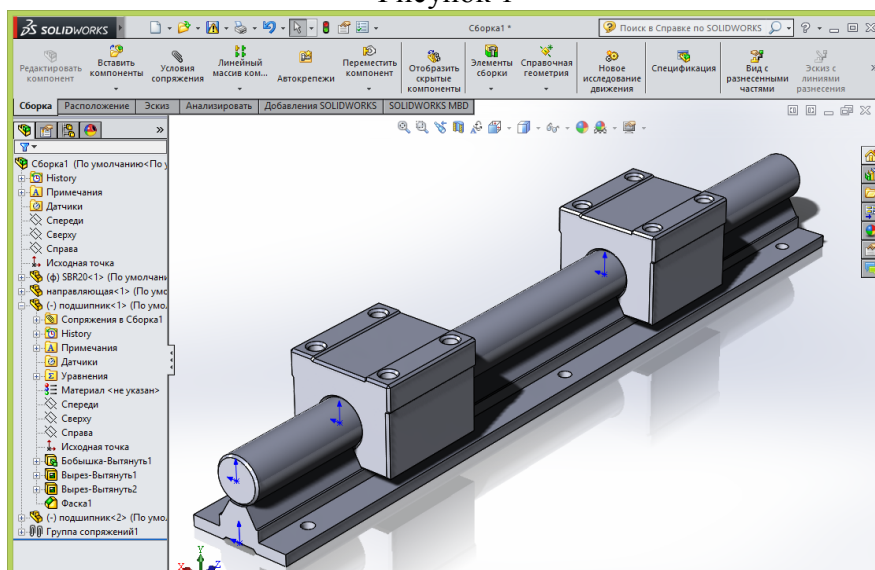 Рисунок 1
SOLIDWORKS
Сборка1 *
Поиск в Справке по SOLIDWORKS
Редактировать компонент
Вставить компоненты
Условия сопряжения
Линейный массив ком...
Автокрепежи
Переместить компонент
Отобразить скрытые компоненты
Элементы сборки
Справочная геометрия
Новое исследование движения
Спецификация
Вид с разнесенными частями
Эскиз с линиями разнесения
Сборка
Расположение
Эскиз
Анализировать
Добавления SOLIDWORKS
SOLIDWORKS MBD
Сборка1 (По умолчанию<По у
History
Примечания
Датчики
Спереди
Сверху
Справа
Исходная точка
(ф) SBR20<1> (По умолчани
направляющая<1> (По умо
(-) подшипник<1> (По умо.
Сопряжения в Сборка1
History
Примечания
Датчики
Уравнения
Материал <не указан>
Спереди
Сверху
Справа
Исходная точка
Бобышка-Вытянуть1
Вырез-Вытянуть1
Вырез-Вытянуть2
Фаска1
(-) подшипник<2> (По умо.
Группа сопряжений1
Y
X
Z